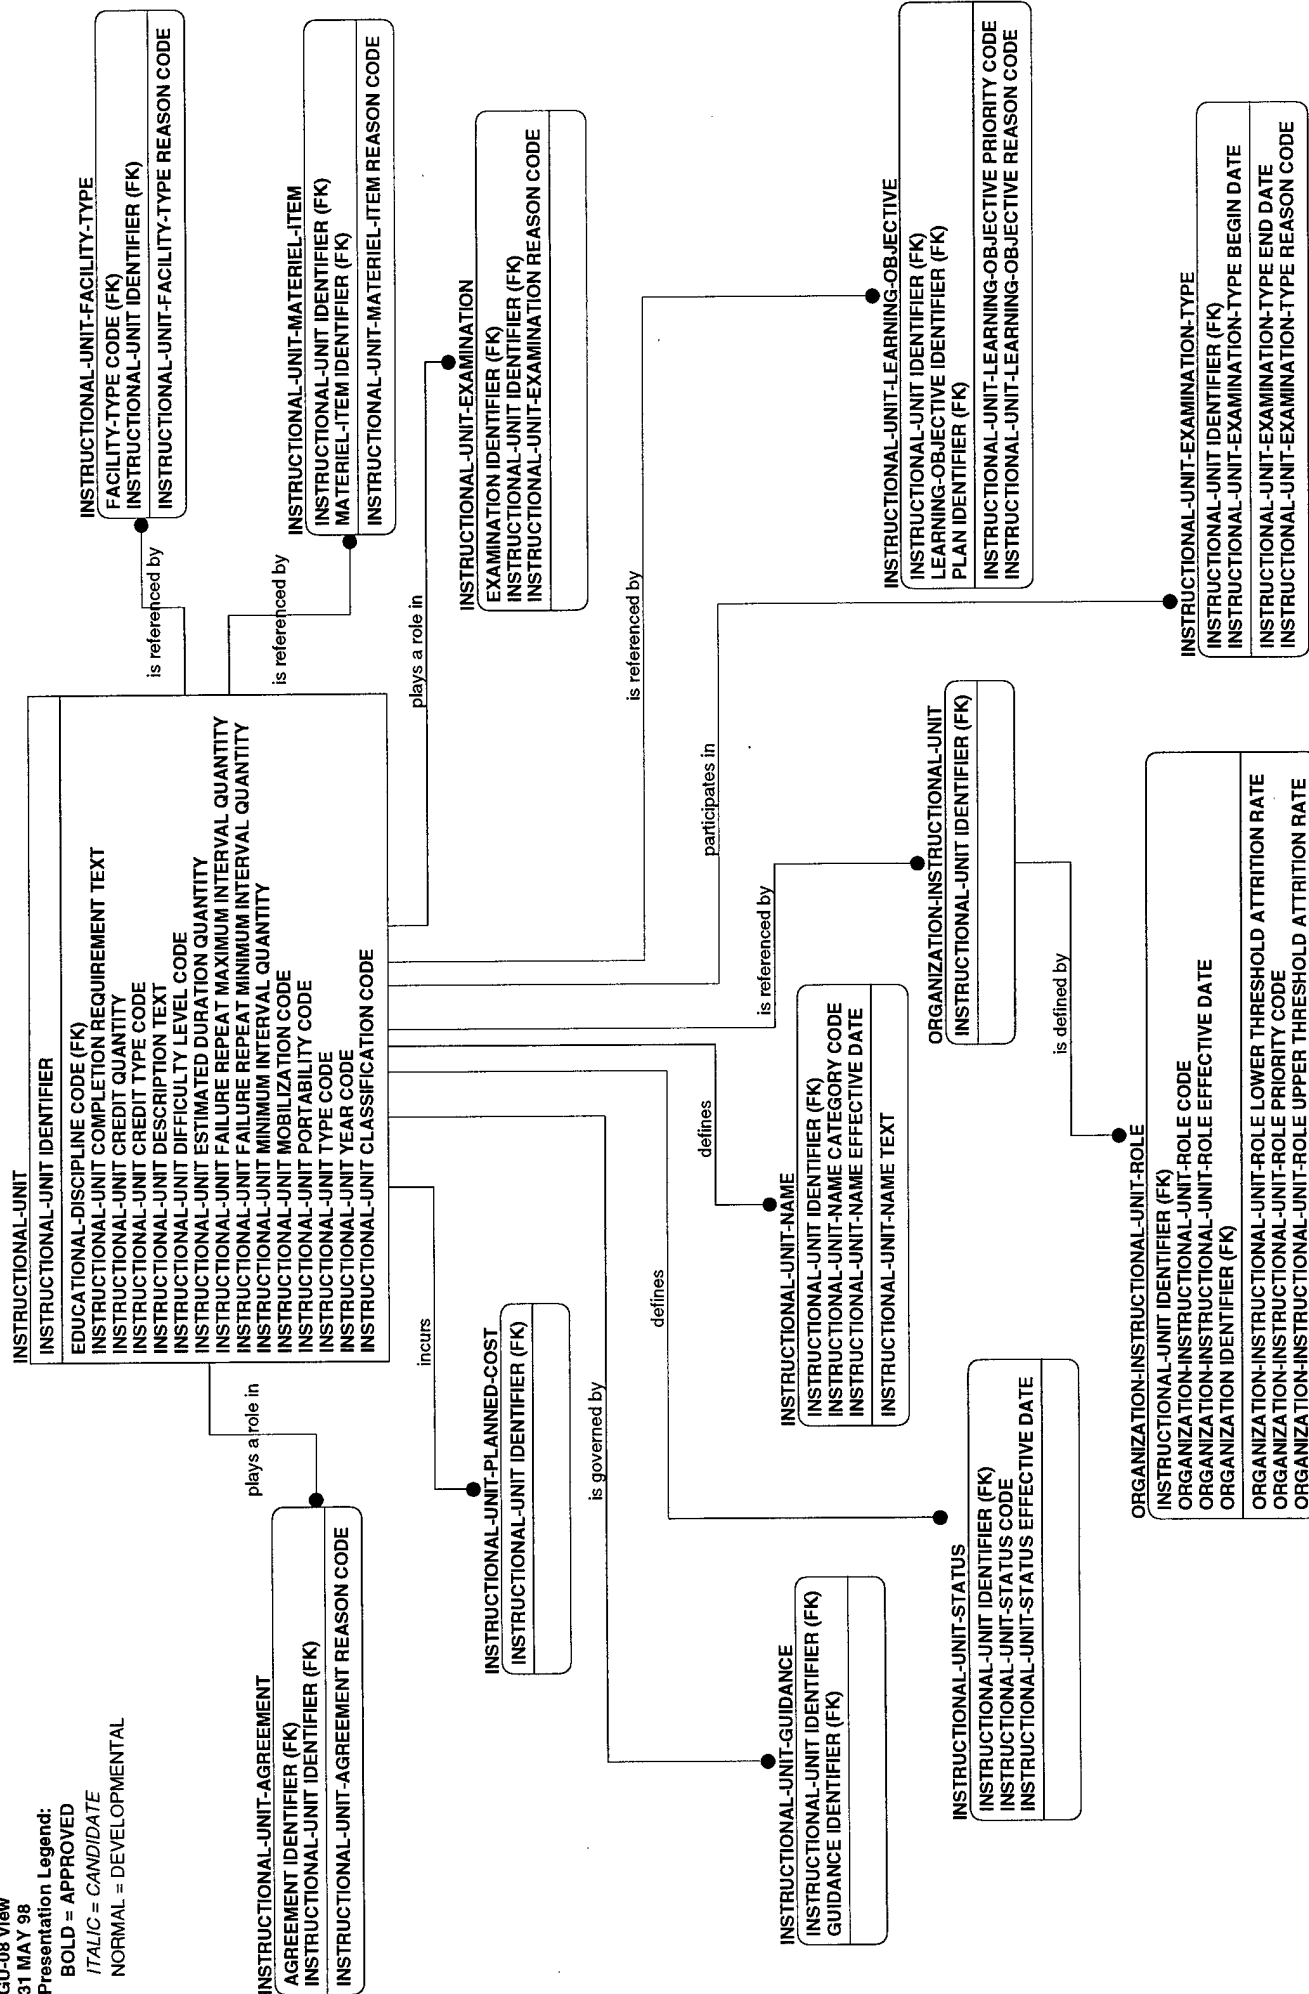 GU-08 View
31 MAY 98
Presentation Legend:
BOLD = APPROVED
ITALIC = CANDIDATE
NORMAL = DEVELOPMENTAL
INSTRUCTIONAL-UNIT
INSTRUCTIONAL-UNIT IDENTIFIER
EDUCATIONAL-DISCIPLINE CODE (FK)
INSTRUCTIONAL-UNIT COMPLETION REQUIREMENT TEXT
INSTRUCTIONAL-UNIT CREDIT QUANTITY
INSTRUCTIONAL-UNIT CREDIT TYPE CODE
INSTRUCTIONAL-UNIT DESCRIPTION TEXT
INSTRUCTIONAL-UNIT DIFFICULTY LEVEL CODE
INSTRUCTIONAL-UNIT ESTIMATED DURATION QUANTITY
INSTRUCTIONAL-UNIT FAILURE REPEAT MAXIMUM INTERVAL QUANTITY
INSTRUCTIONAL-UNIT FAILURE REPEAT MINIMUM INTERVAL QUANTITY
INSTRUCTIONAL-UNIT MINIMUM INTERVAL QUANTITY
INSTRUCTIONAL-UNIT MOBILIZATION CODE
INSTRUCTIONAL-UNIT PORTABILITY CODE
INSTRUCTIONAL-UNIT TYPE CODE
INSTRUCTIONAL-UNIT YEAR CODE
INSTRUCTIONAL-UNIT CLASSIFICATION CODE
is referenced by
INSTRUCTIONAL-UNIT-FACILITY-TYPE
FACILITY-TYPE CODE (FK)
INSTRUCTIONAL-UNIT IDENTIFIER (FK)
INSTRUCTIONAL-UNIT-FACILITY-TYPE REASON CODE
is referenced by
INSTRUCTIONAL-UNIT-MATERIEL-ITEM
INSTRUCTIONAL-UNIT IDENTIFIER (FK)
MATERIEL-ITEM IDENTIFIER (FK)
INSTRUCTIONAL-UNIT-MATERIEL-ITEM REASON CODE
plays a role in
INSTRUCTIONAL-UNIT-AGREEMENT
AGREEMENT IDENTIFIER (FK)
INSTRUCTIONAL-UNIT IDENTIFIER (FK)
INSTRUCTIONAL-UNIT-AGREEMENT REASON CODE
incurs
INSTRUCTIONAL-UNIT-PLANNED-COST
INSTRUCTIONAL-UNIT IDENTIFIER (FK)
plays a role in
INSTRUCTIONAL-UNIT-EXAMINATION
EXAMINATION IDENTIFIER (FK)
INSTRUCTIONAL-UNIT IDENTIFIER (FK)
INSTRUCTIONAL-UNIT-EXAMINATION REASON CODE
is governed by
INSTRUCTIONAL-UNIT-GUIDANCE
INSTRUCTIONAL-UNIT IDENTIFIER (FK)
GUIDANCE IDENTIFIER (FK)
defines
INSTRUCTIONAL-UNIT-STATUS
INSTRUCTIONAL-UNIT IDENTIFIER (FK)
INSTRUCTIONAL-UNIT-STATUS CODE
INSTRUCTIONAL-UNIT-STATUS EFFECTIVE DATE
defines
INSTRUCTIONAL-UNIT-NAME
INSTRUCTIONAL-UNIT IDENTIFIER (FK)
INSTRUCTIONAL-UNIT-NAME CATEGORY CODE
INSTRUCTIONAL-UNIT-NAME EFFECTIVE DATE
INSTRUCTIONAL-UNIT-NAME TEXT
is referenced by
ORGANIZATION-INSTRUCTIONAL-UNIT
INSTRUCTIONAL-UNIT IDENTIFIER (FK)
is defined by
ORGANIZATION-INSTRUCTIONAL-UNIT-ROLE
INSTRUCTIONAL-UNIT IDENTIFIER (FK)
ORGANIZATION-INSTRUCTIONAL-UNIT-ROLE CODE
ORGANIZATION-INSTRUCTIONAL-UNIT-ROLE EFFECTIVE DATE
ORGANIZATION IDENTIFIER (FK)
ORGANIZATION-INSTRUCTIONAL-UNIT-ROLE LOWER THRESHOLD ATTRITION RATE
ORGANIZATION-INSTRUCTIONAL-UNIT-ROLE PRIORITY CODE
ORGANIZATION-INSTRUCTIONAL-UNIT-ROLE UPPER THRESHOLD ATTRITION RATE
is referenced by
INSTRUCTIONAL-UNIT-LEARNING-OBJECTIVE
INSTRUCTIONAL-UNIT IDENTIFIER (FK)
LEARNING-OBJECTIVE IDENTIFIER (FK)
PLAN IDENTIFIER (FK)
INSTRUCTIONAL-UNIT-LEARNING-OBJECTIVE PRIORITY CODE
INSTRUCTIONAL-UNIT-LEARNING-OBJECTIVE REASON CODE
participates in
INSTRUCTIONAL-UNIT-EXAMINATION-TYPE
INSTRUCTIONAL-UNIT IDENTIFIER (FK)
INSTRUCTIONAL-UNIT-EXAMINATION-TYPE BEGIN DATE
INSTRUCTIONAL-UNIT-EXAMINATION-TYPE END DATE
INSTRUCTIONAL-UNIT-EXAMINATION-TYPE REASON CODE